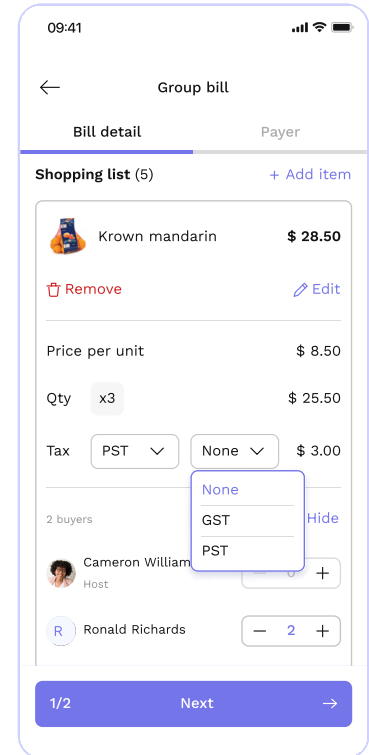 09:41
Group bill
Bill detail Payer
Shopping list (5) + Add item
Krown mandarin $ 28.50
Remove Edit
Price per unit $ 8.50
Qty x3 $ 25.50
Tax PST None $ 3.00
None
GST
PST
2 buyers Hide
Cameron William
Host
0 +
R Ronald Richards — 2 +
1/2 Next →